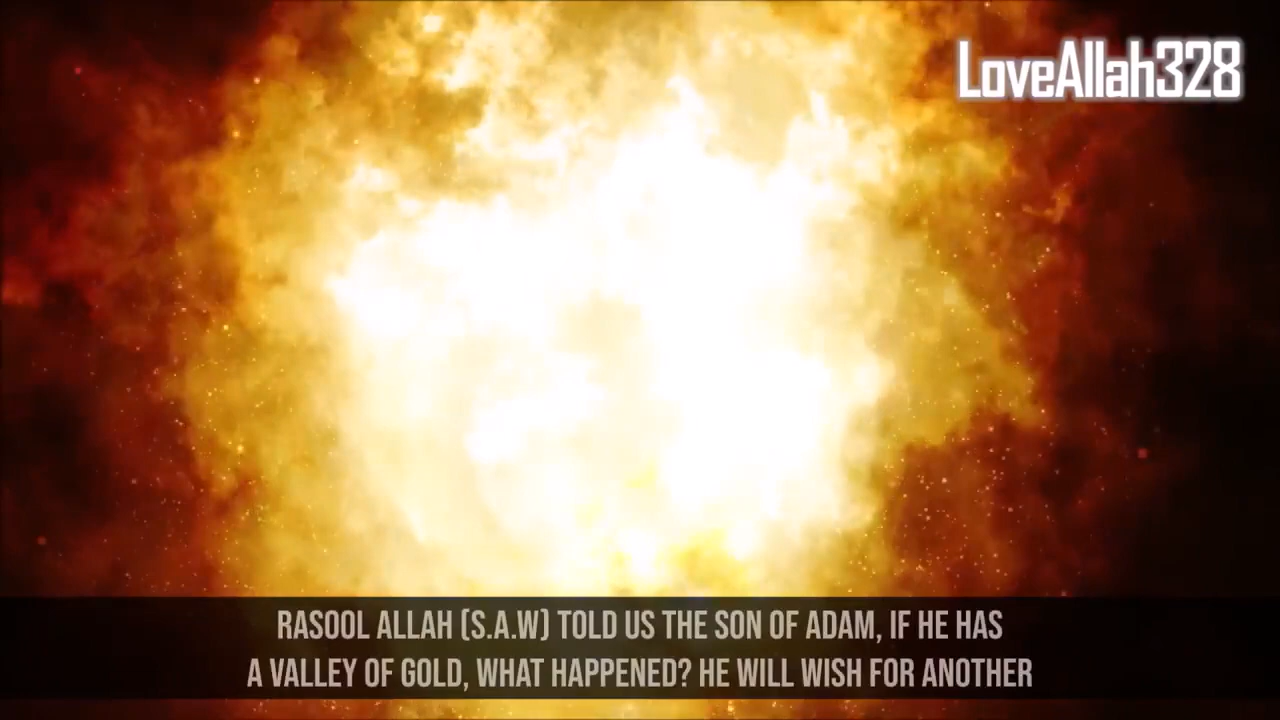 LoveAllah328
RASOOL ALLAH (S.A.W) TOLD US THE SON OF ADAM, IF HE HAS
A VALLEY OF GOLD, WHAT HAPPENED? HE WILL WISH FOR ANOTHER